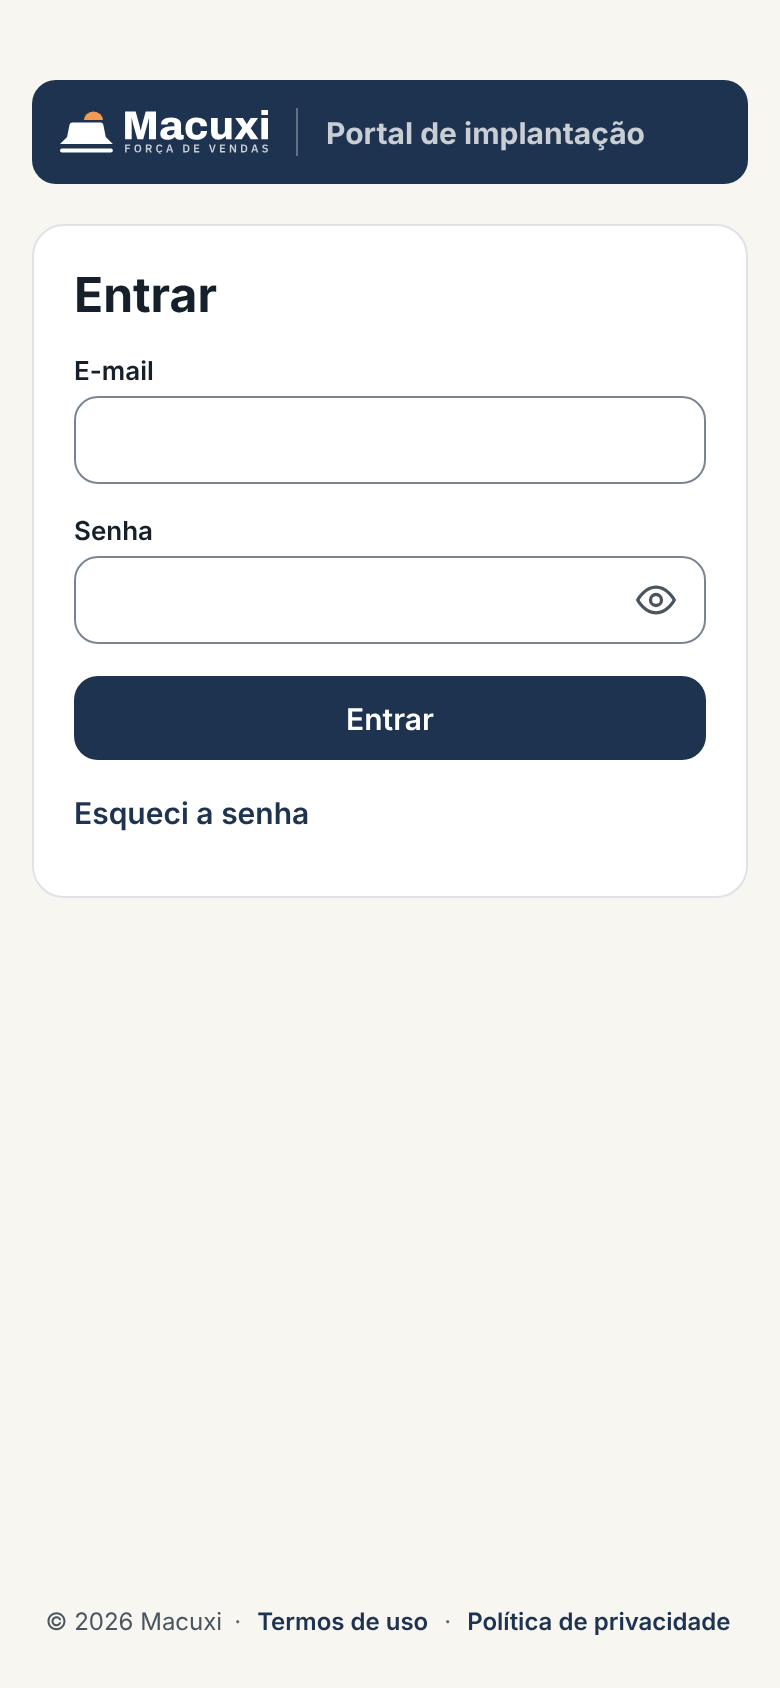 Macuxi
FORÇA DE VENDAS
Portal de implantação
Entrar
E-mail
Senha
Entrar
Esqueci a senha
© 2026 Macuxi · Termos de uso · Política de privacidade